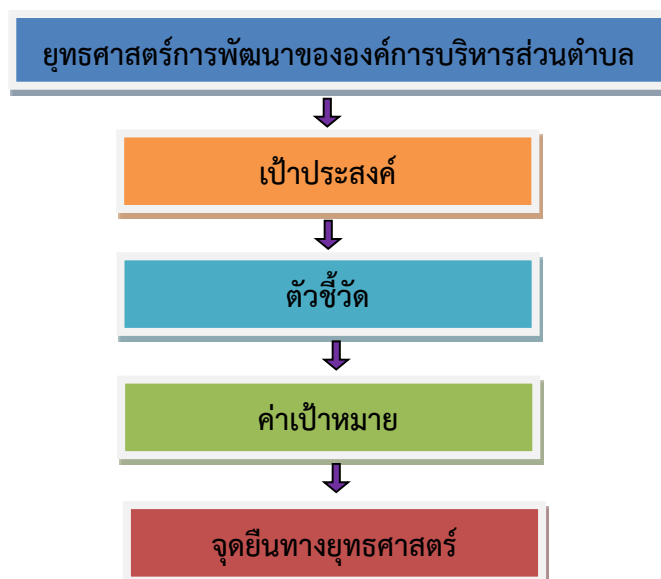 ยุทธศาสตร์การพัฒนาขององค์การบริหารส่วนตำบล
เป้าประสงค์
ตัวชี้วัด
ค่าเป้าหมาย
จุดยืนทางยุทธศาสตร์